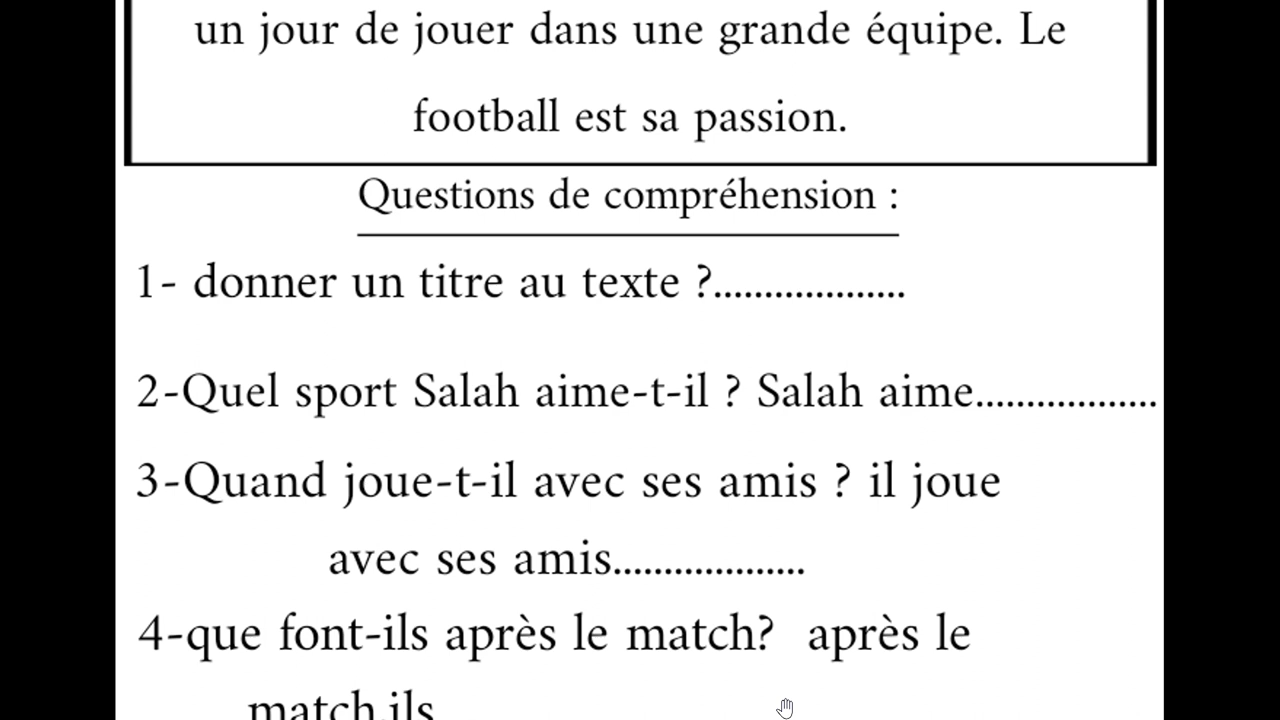 un jour de jouer dans une grande équipe. Le
football est sa passion.
Questions de compréhension :
1- donner un titre au texte ?...................
2-Quel sport Salah aime-t-il ? Salah aime..................
3-Quand joue-t-il avec ses amis ? il joue
avec ses amis...................
4-que font-ils après le match? après le
match,ils